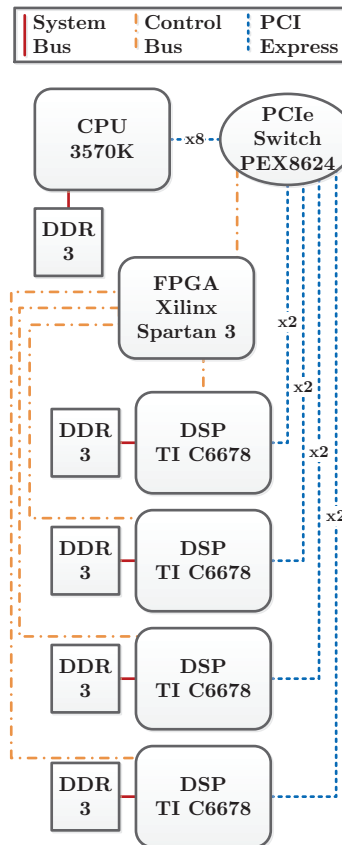 System Bus
Control Bus
PCI Express
CPU
3570K
x8
PCIe
Switch
PEX8624
DDR
3
FPGA
Xilinx
Spartan 3
x2
x2
x2
x2
DDR
3
DSP
TI C6678
DDR
3
DSP
TI C6678
DDR
3
DSP
TI C6678
DDR
3
DSP
TI C6678